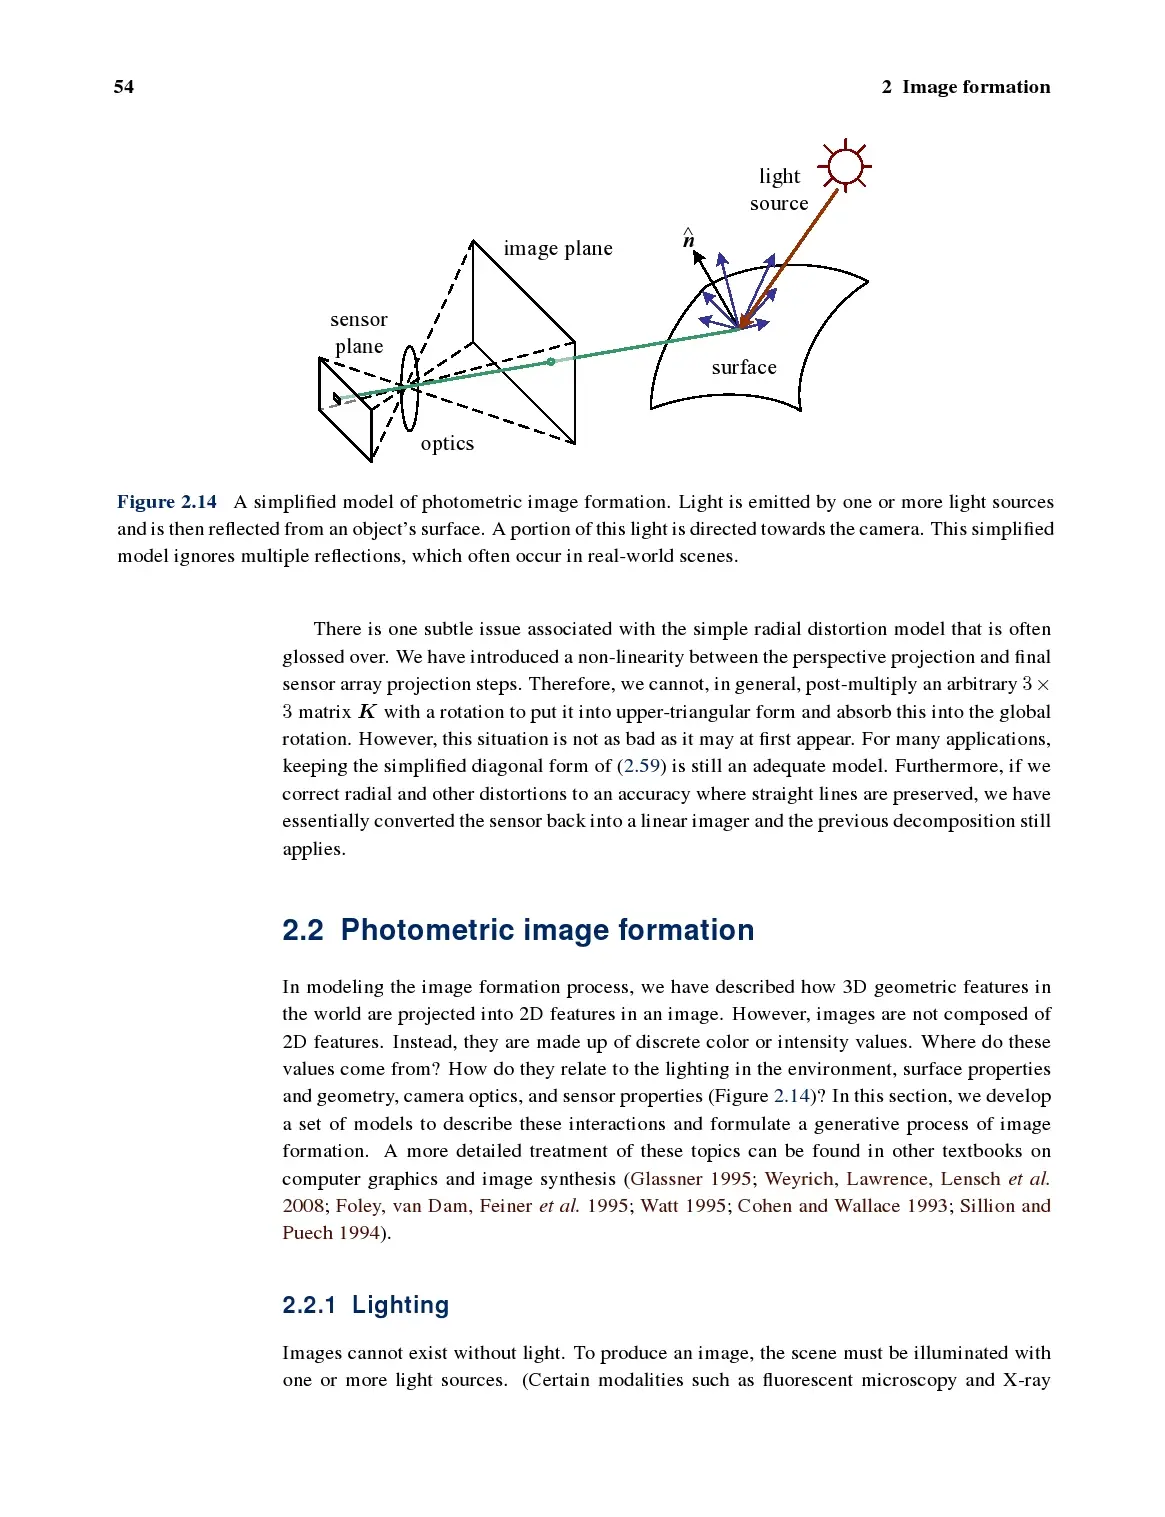 54
2 Image formation
light
source
n̂
image plane
sensor
plane
surface
optics
Figure 2.14 A simplified model of photometric image formation. Light is emitted by one or more light sources
and is then reflected from an object's surface. A portion of this light is directed towards the camera. This simplified
model ignores multiple reflections, which often occur in real-world scenes.
There is one subtle issue associated with the simple radial distortion model that is often
glossed over. We have introduced a non-linearity between the perspective projection and final
sensor array projection steps. Therefore, we cannot, in general, post-multiply an arbitrary 3 ×
3 matrix K with a rotation to put it into upper-triangular form and absorb this into the global
rotation. However, this situation is not as bad as it may at first appear. For many applications,
keeping the simplified diagonal form of (2.59) is still an adequate model. Furthermore, if we
correct radial and other distortions to an accuracy where straight lines are preserved, we have
essentially converted the sensor back into a linear imager and the previous decomposition still
applies.
2.2 Photometric image formation
In modeling the image formation process, we have described how 3D geometric features in
the world are projected into 2D features in an image. However, images are not composed of
2D features. Instead, they are made up of discrete color or intensity values. Where do these
values come from? How do they relate to the lighting in the environment, surface properties
and geometry, camera optics, and sensor properties (Figure 2.14)? In this section, we develop
a set of models to describe these interactions and formulate a generative process of image
formation. A more detailed treatment of these topics can be found in other textbooks on
computer graphics and image synthesis (Glassner 1995; Weyrich, Lawrence, Lensch et al.
2008; Foley, van Dam, Feiner et al. 1995; Watt 1995; Cohen and Wallace 1993; Sillion and
Puech 1994).
2.2.1 Lighting
Images cannot exist without light. To produce an image, the scene must be illuminated with
one or more light sources. (Certain modalities such as fluorescent microscopy and X-ray